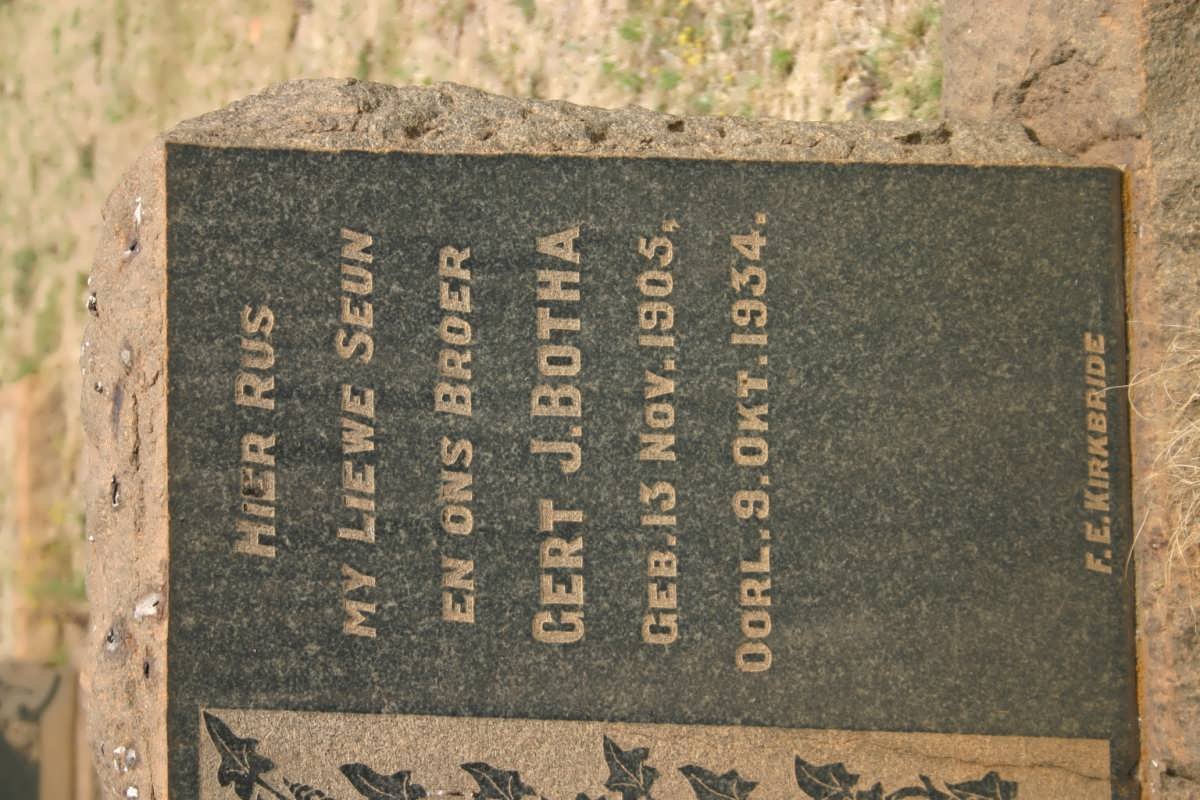 HIER RUS
MY LIEWE SEUN
EN ONS BROER
GERT J. BOTHA
GEB. 13 NOV. 1905,
OORL. 9. OKT. 1934.
F. E. KIRKBRIDE